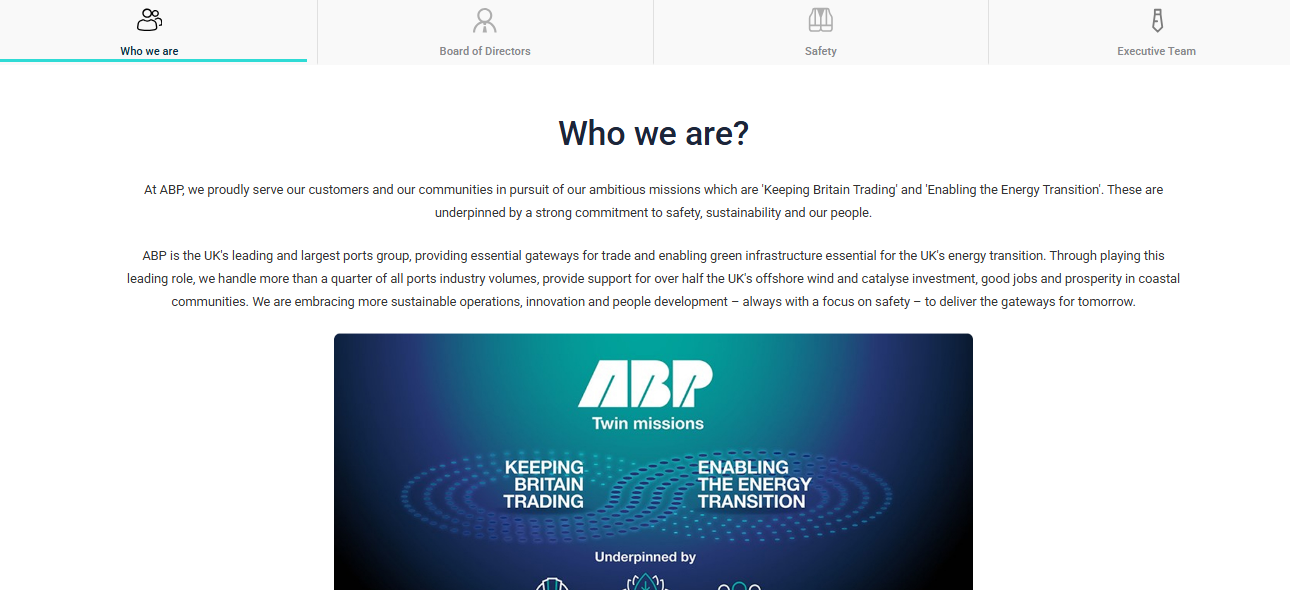 Who we are
Board of Directors
Safety
Executive Team
Who we are?
At ABP, we proudly serve our customers and our communities in pursuit of our ambitious missions which are 'Keeping Britain Trading' and 'Enabling the Energy Transition'. These are
underpinned by a strong commitment to safety, sustainability and our people.
ABP is the UK's leading and largest ports group, providing essential gateways for trade and enabling green infrastructure essential for the UK's energy transition. Through playing this
leading role, we handle more than a quarter of all ports industry volumes, provide support for over half the UK's offshore wind and catalyse investment, good jobs and prosperity in coastal
communities. We are embracing more sustainable operations, innovation and people development – always with a focus on safety – to deliver the gateways for tomorrow.
ABP
Twin missions
KEEPING
BRITAIN
TRADING
ENABLING
THE ENERGY
TRANSITION
Underpinned by